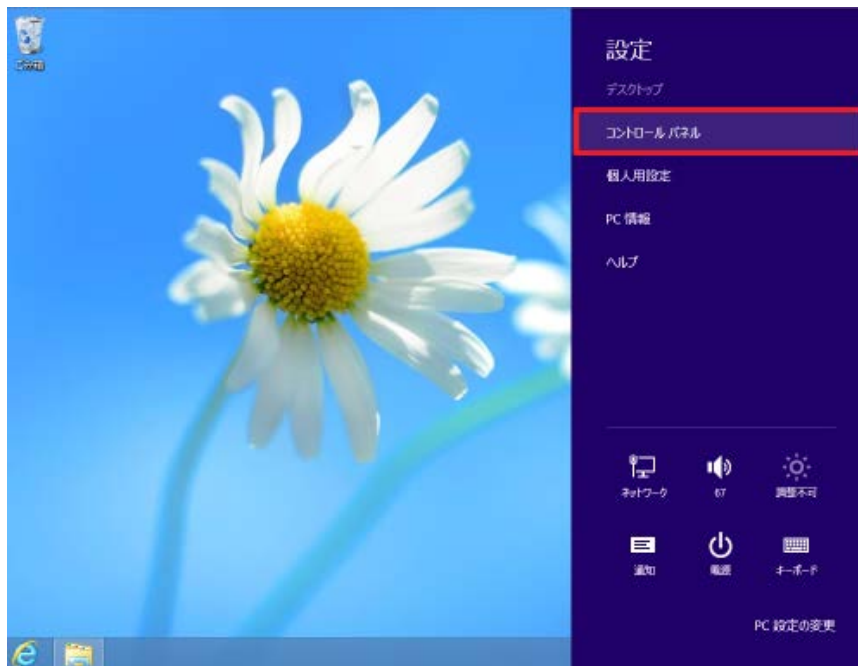 ごみ箱
設定
デスクトップ
コントロール パネル
個人用設定
PC 情報
ヘルプ
ネットワーク
67
調整不可
通知
電源
キーボード
PC 設定の変更